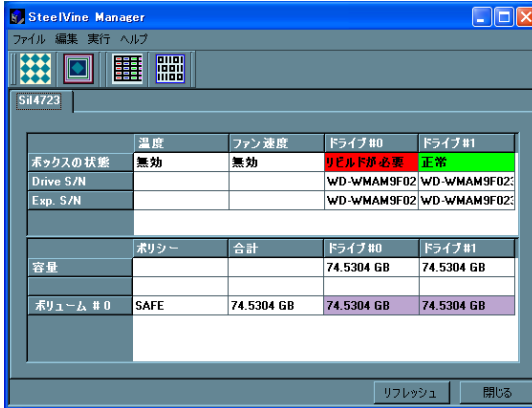 SteelVine Manager
ファイル 編集 実行 ヘルプ
SiI4723
温度 ファン速度 ドライブ#0 ドライブ#1
ボックスの状態 無効 無効 リビルドが必要 正常
Drive S/N WD-WMAM9F02 WD-WMAM9F02
Exp. S/N WD-WMAM9F02 WD-WMAM9F02
ポリシー 合計 ドライブ#0 ドライブ#1
容量 74.5304 GB 74.5304 GB
ボリューム #0 SAFE 74.5304 GB 74.5304 GB 74.5304 GB
リフレッシュ 閉じる